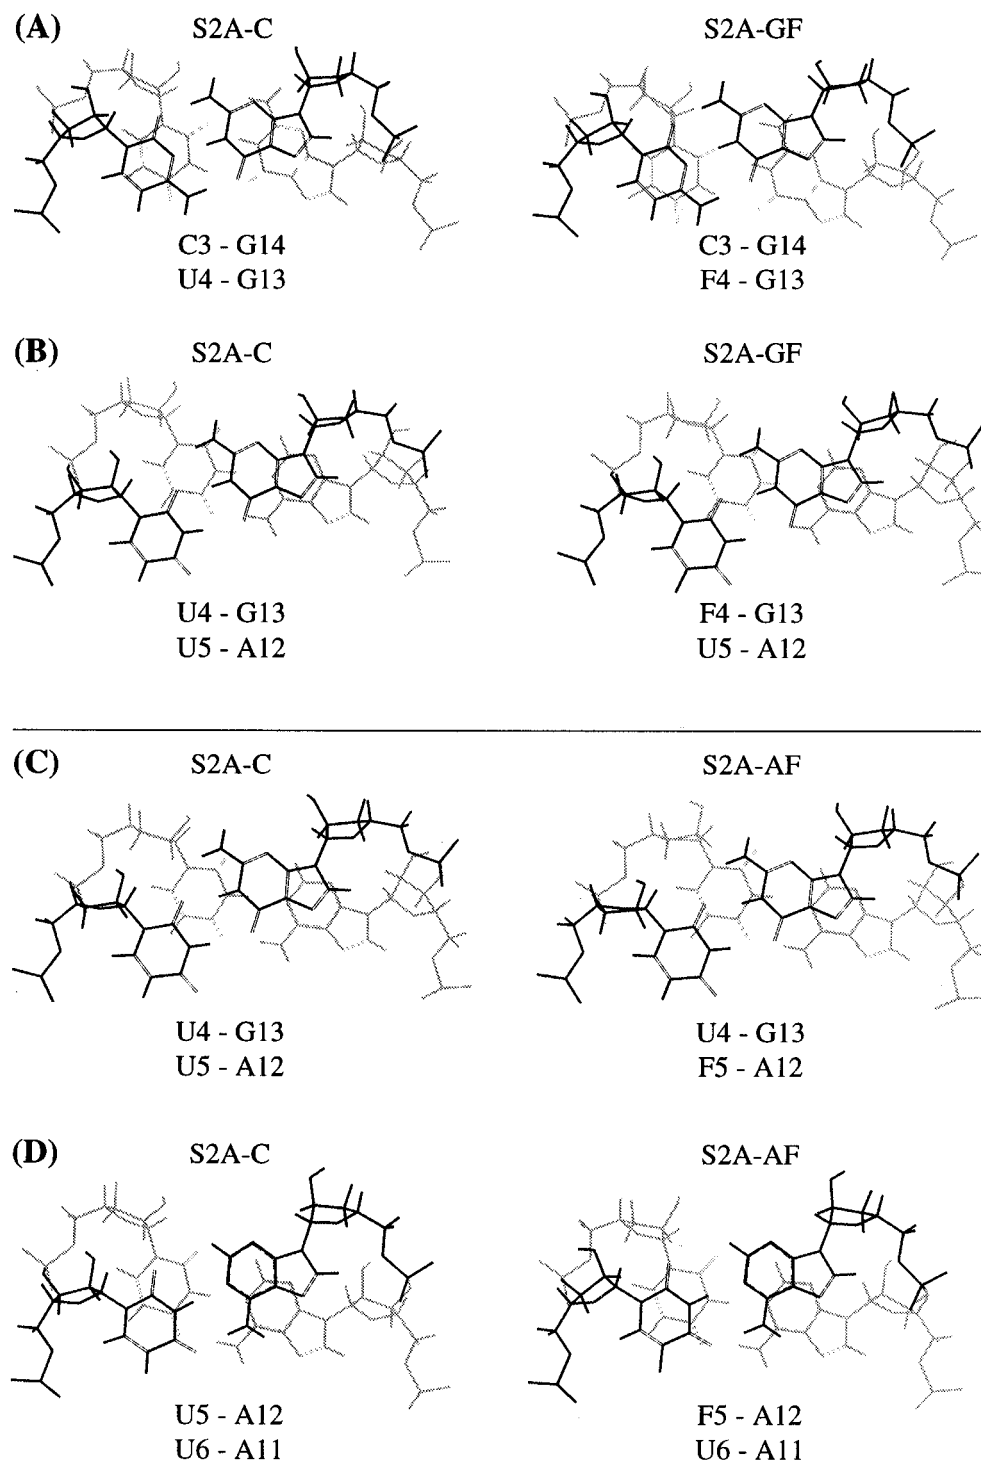 (A) S2A-C S2A-GF
C3 - G14 C3 - G14
U4 - G13 F4 - G13
(B) S2A-C S2A-GF
U4 - G13 F4 - G13
U5 - A12 U5 - A12
(C) S2A-C S2A-AF
U4 - G13 U4 - G13
U5 - A12 F5 - A12
(D) S2A-C S2A-AF
U5 - A12 F5 - A12
U6 - A11 U6 - A11